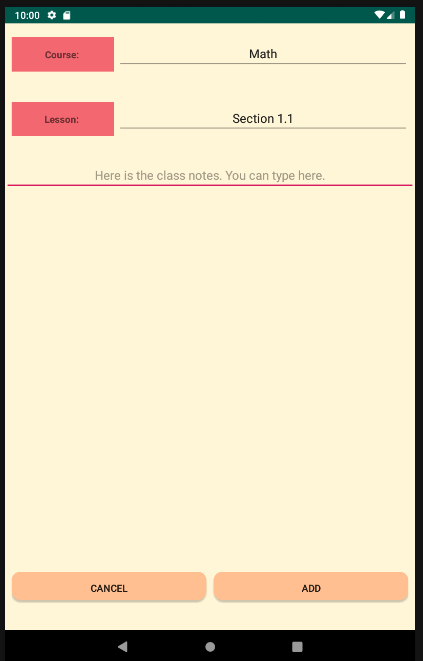 10:00
Course: Math
Lesson: Section 1.1
Here is the class notes. You can type here.
CANCEL ADD